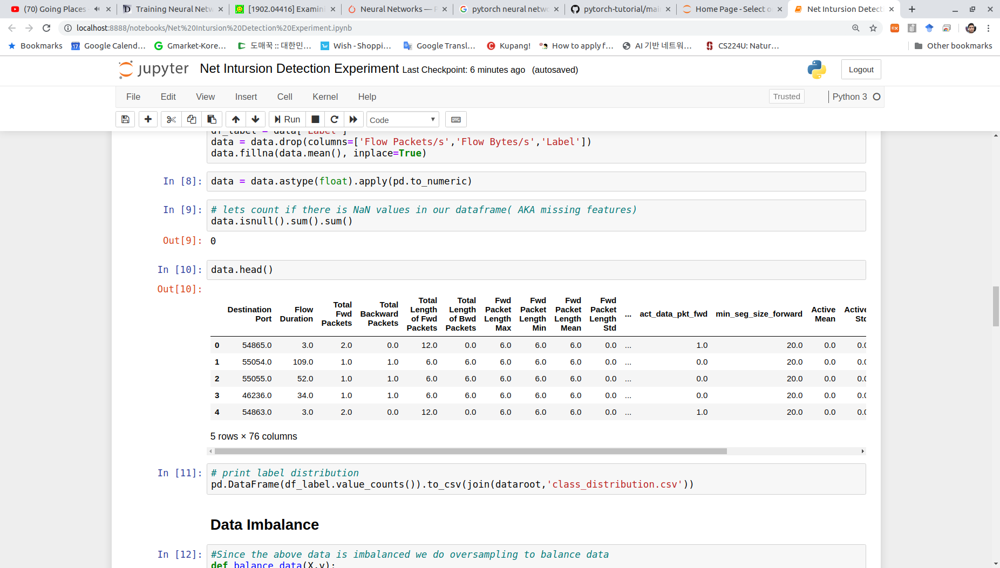 (70) Going Places
Training Neural Netw
[1902.04416] Examini
Neural Networks — P
pytorch neural netwo
pytorch-tutorial/mai
Home Page - Select o
Net Intursion Detect
localhost:8888/notebooks/Net%20Intursion%20Detection%20Experiment.ipynb
Bookmarks
Google Calend...
Gmarket-Kore...
도매꾹 :: 대한민...
Wish - Shoppi...
Google Transl...
Kupang!
How to apply f...
AI 기반 네트워...
CS224U: Natur...
Other bookmarks
jupyter Net Intursion Detection Experiment Last Checkpoint: 6 minutes ago (autosaved)
Logout
File Edit View Insert Cell Kernel Help
Trusted
Python 3
Run
Code
df_label = data['Label']
data = data.drop(columns=['Flow Packets/s','Flow Bytes/s','Label'])
data.fillna(data.mean(), inplace=True)
In [8]: data = data.astype(float).apply(pd.to_numeric)
In [9]: # lets count if there is NaN values in our dataframe( AKA missing features)
data.isnull().sum().sum()
Out[9]: 0
In [10]: data.head()
Out[10]:
Destination Port Flow Duration Total Fwd Packets Total Backward Packets Total Length of Fwd Packets Total Length of Bwd Packets Fwd Packet Length Max Fwd Packet Length Min Fwd Packet Length Mean Fwd Packet Length Std ... act_data_pkt_fwd min_seg_size_forward Active Mean Active Std
0 54865.0 3.0 2.0 0.0 12.0 0.0 6.0 6.0 6.0 0.0 ... 1.0 20.0 0.0 0.0
1 55054.0 109.0 1.0 1.0 6.0 6.0 6.0 6.0 6.0 0.0 ... 0.0 20.0 0.0 0.0
2 55055.0 52.0 1.0 1.0 6.0 6.0 6.0 6.0 6.0 0.0 ... 0.0 20.0 0.0 0.0
3 46236.0 34.0 1.0 1.0 6.0 6.0 6.0 6.0 6.0 0.0 ... 0.0 20.0 0.0 0.0
4 54863.0 3.0 2.0 0.0 12.0 0.0 6.0 6.0 6.0 0.0 ... 1.0 20.0 0.0 0.0
5 rows × 76 columns
In [11]: # print label distribution
pd.DataFrame(df_label.value_counts()).to_csv(join(dataroot,'class_distribution.csv'))
Data Imbalance
In [12]: #Since the above data is imbalanced we do oversampling to balance data
def balance_data(X,y):